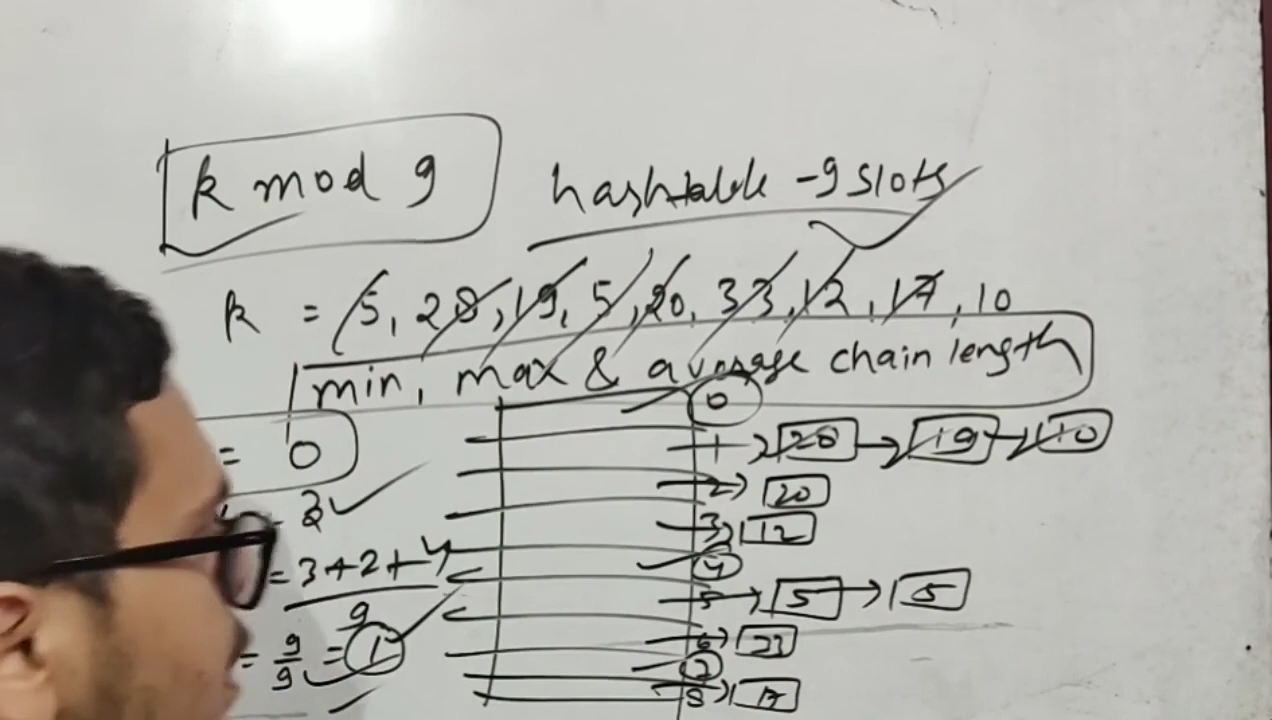 k mod 9 hashtable - 9 slots
k = 5, 28, 19, 5, 20, 33, 12, 17, 10
min, max & average chain length
= 0
= 3
= 3+2+4
9
= 9/9 = 1
0
1 → 28 → 19 → 10
2 → 20
3 → 12
4
5 → 5 → 5
6 → 33
7
8 → 17